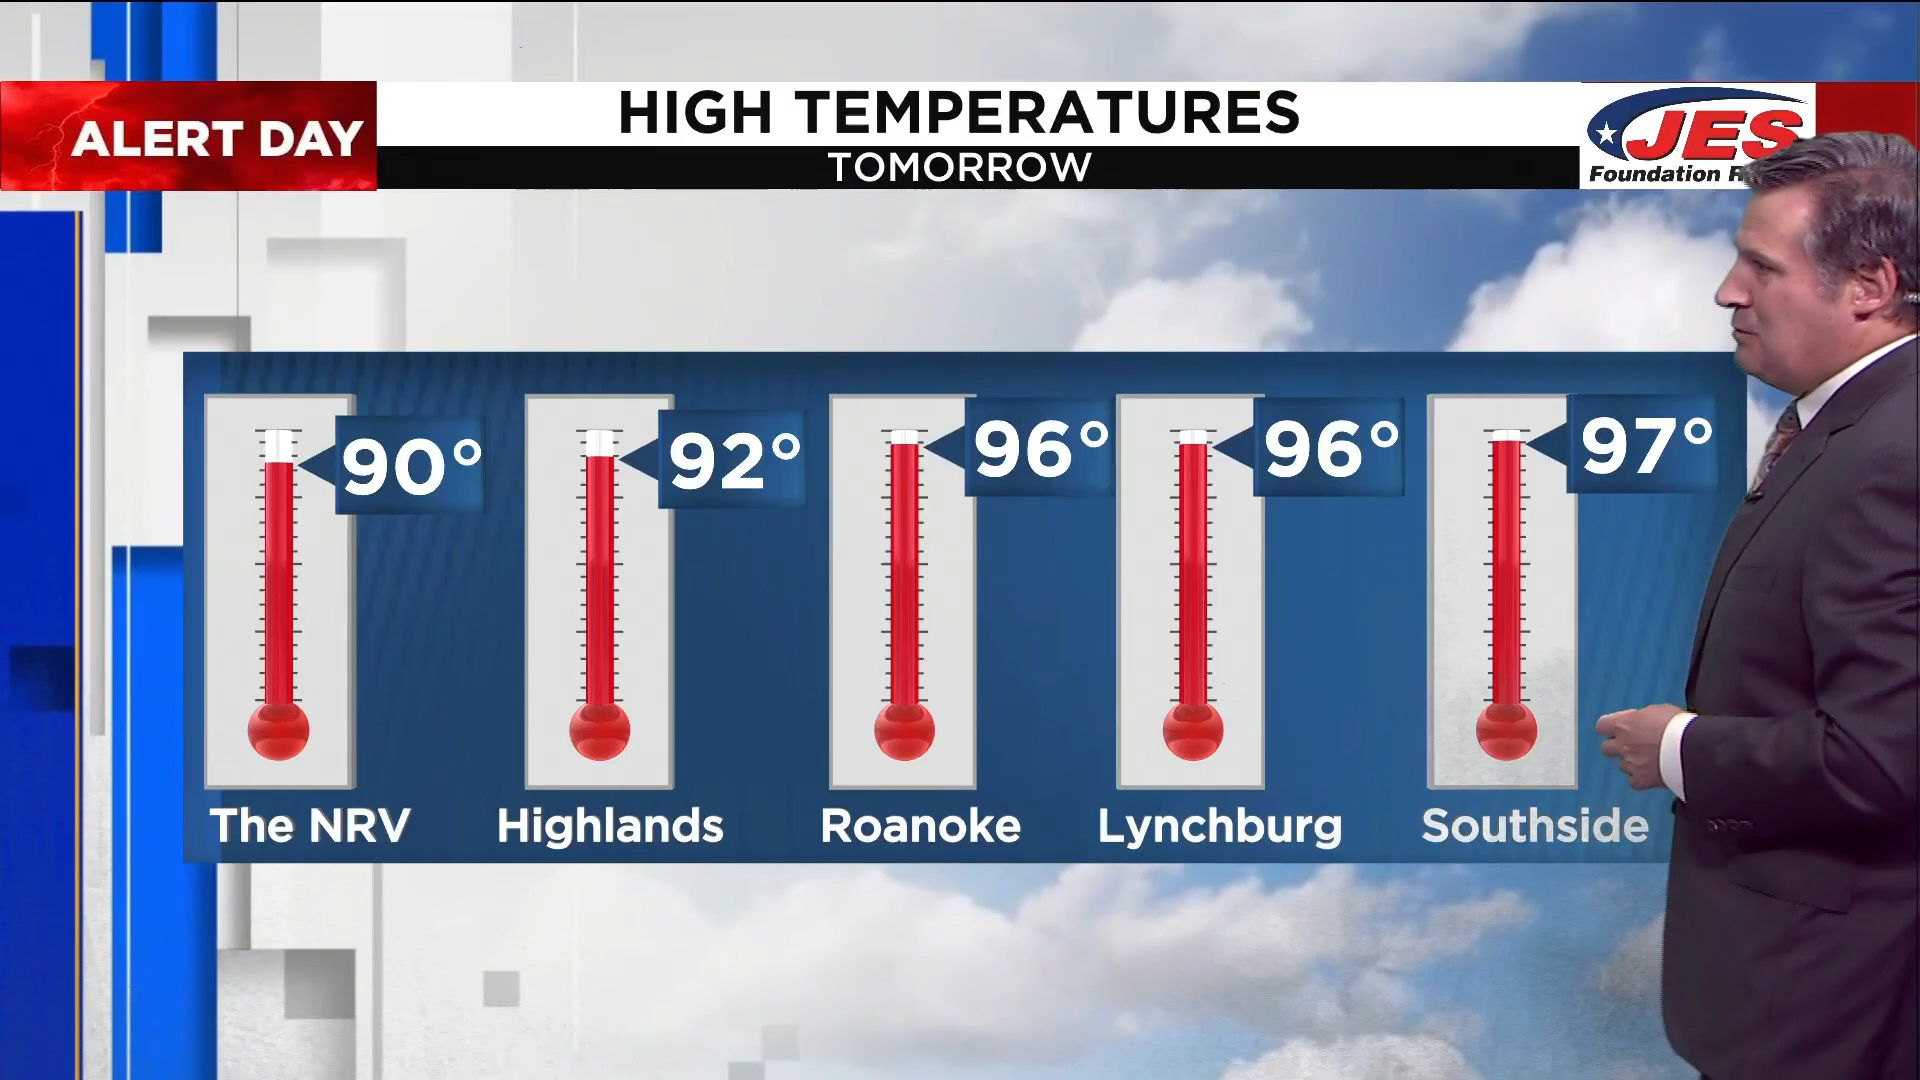 ALERT DAY
HIGH TEMPERATURES
TOMORROW
JES
Foundation
90°
92°
96°
96°
97°
The NRV
Highlands
Roanoke
Lynchburg
Southside